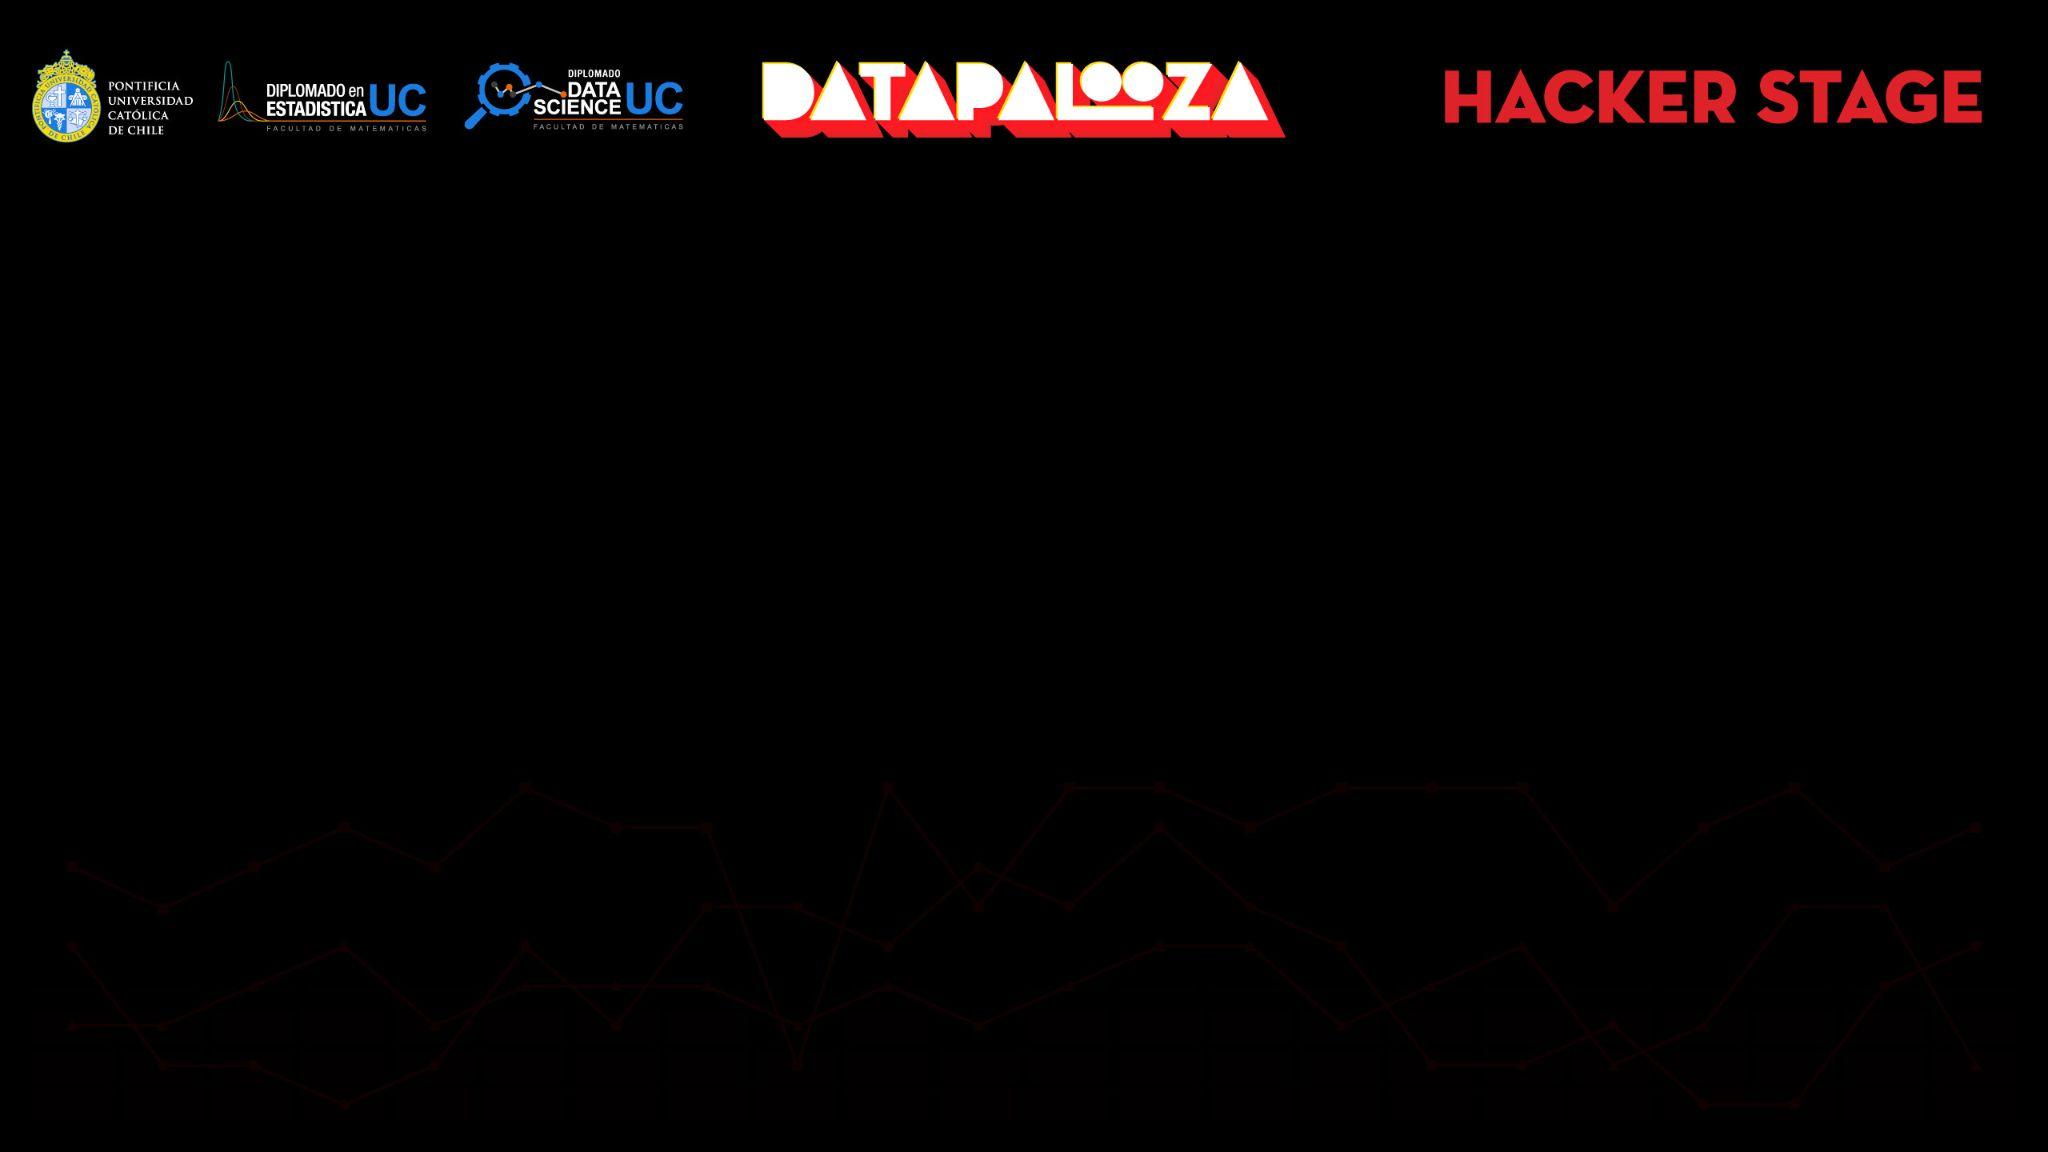 PONTIFICIA
UNIVERSIDAD
CATÓLICA
DE CHILE
DIPLOMADO en
ESTADISTICA UC
FACULTAD DE MATEMATICAS
DIPLOMADO
DATA
SCIENCE UC
FACULTAD DE MATEMATICAS
DATAPALOOZA
HACKER STAGE